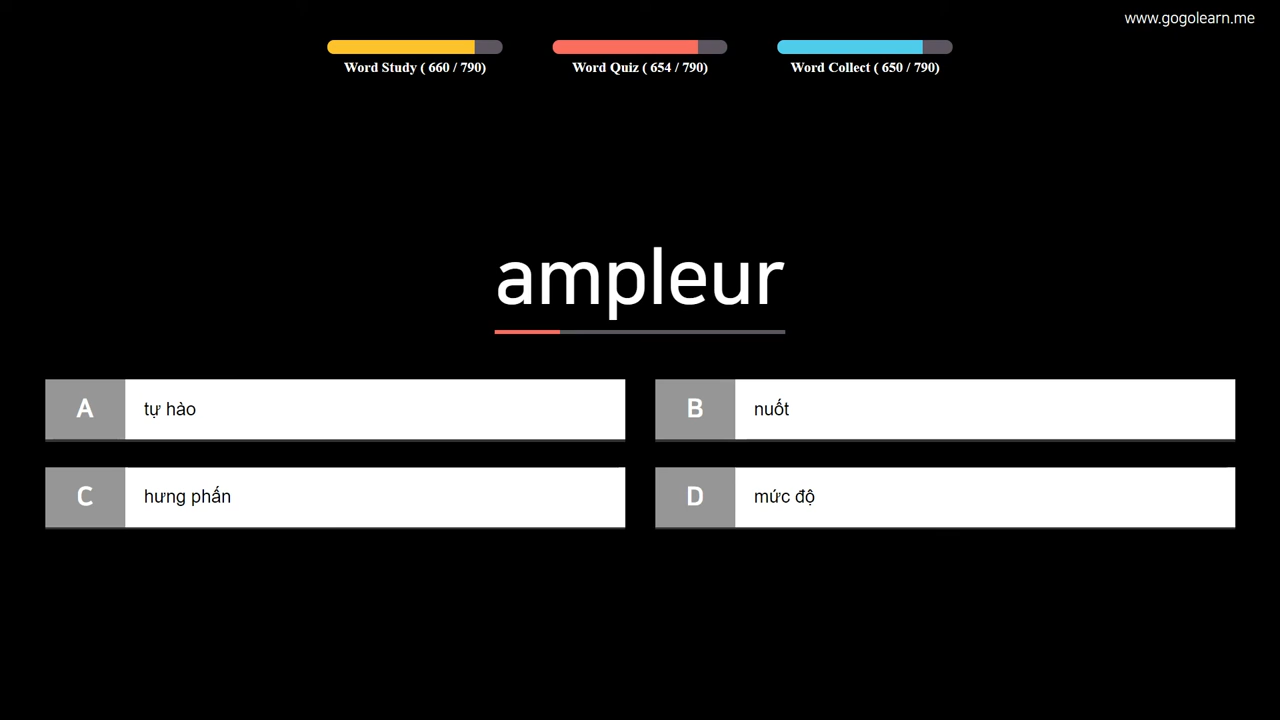 www.gogolearn.me
Word Study ( 660 / 790)
Word Quiz ( 654 / 790)
Word Collect ( 650 / 790)
ampleur
A tự hào
B nuốt
C hưng phấn
D mức độ